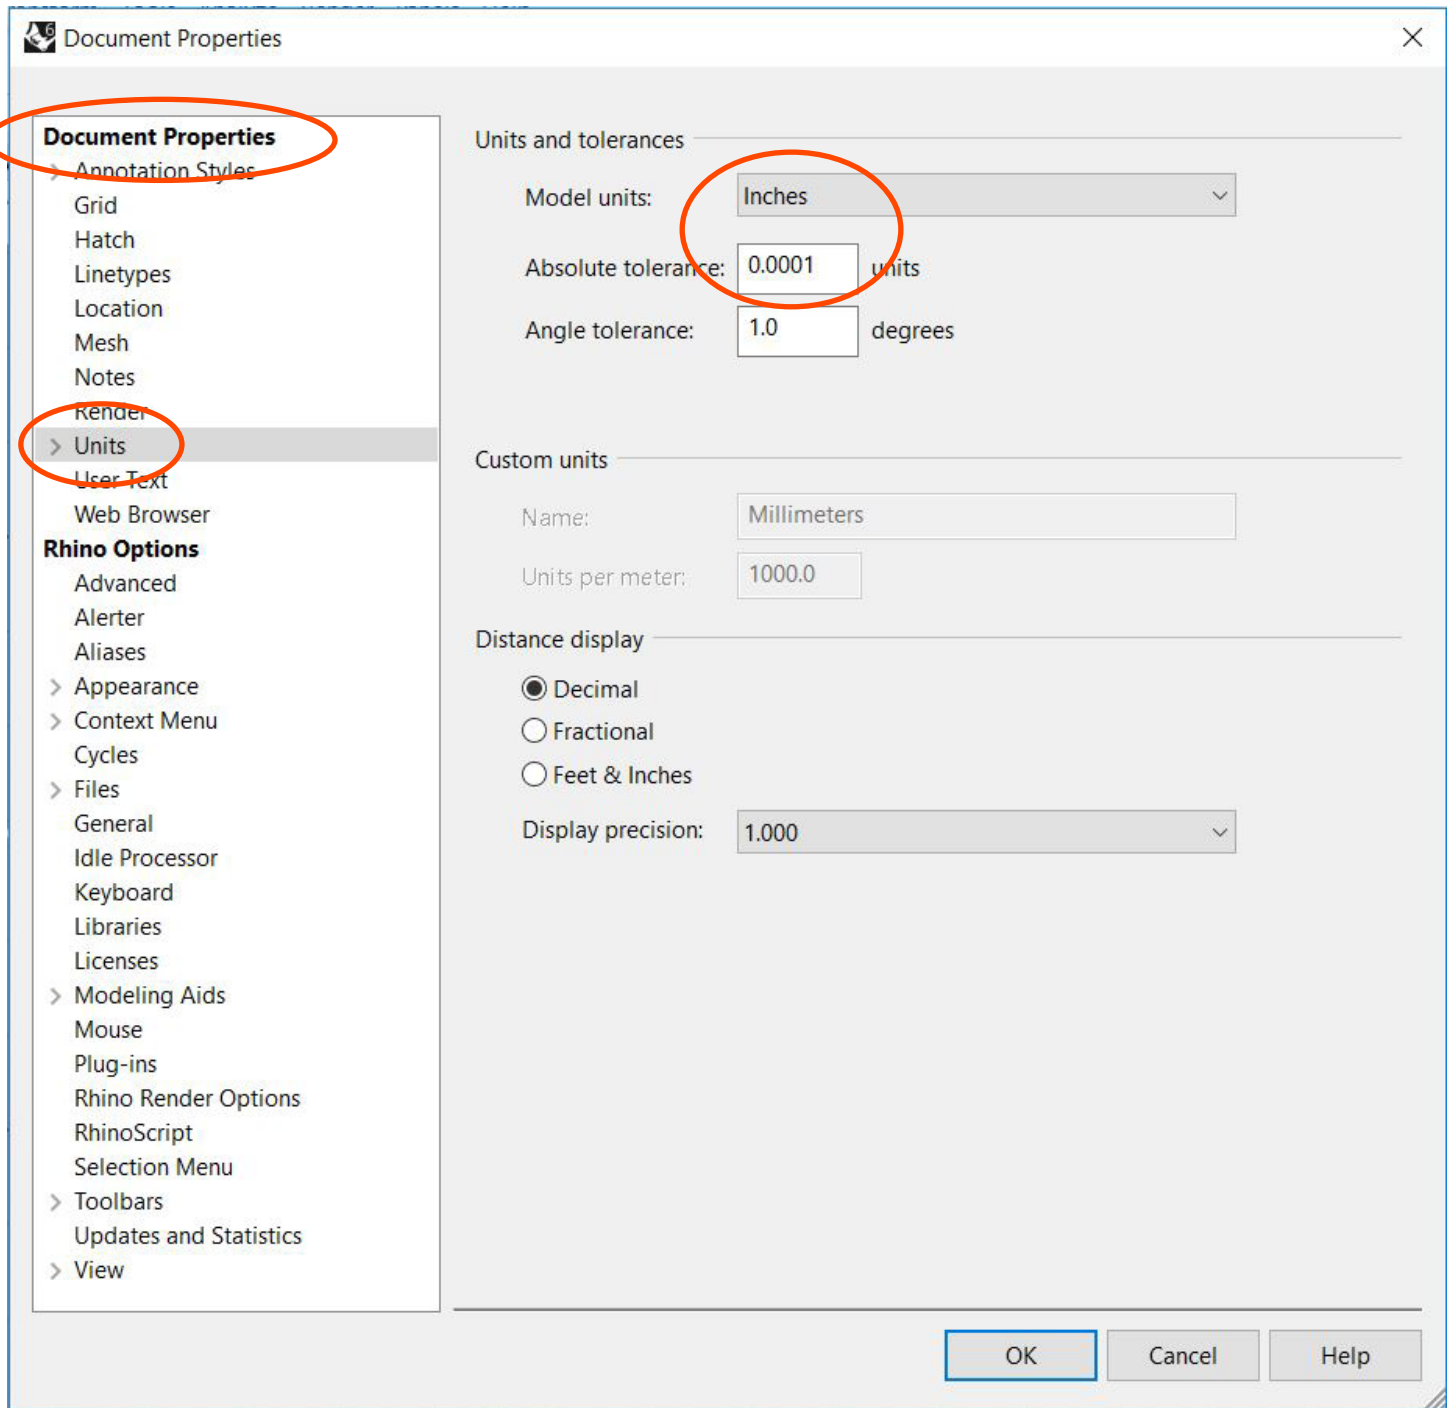 Document Properties
Document Properties
Annotation Styles
Grid
Hatch
Linetypes
Location
Mesh
Notes
Render
Units
User Text
Web Browser
Rhino Options
Advanced
Alerter
Aliases
Appearance
Context Menu
Cycles
Files
General
Idle Processor
Keyboard
Libraries
Licenses
Modeling Aids
Mouse
Plug-ins
Rhino Render Options
RhinoScript
Selection Menu
Toolbars
Updates and Statistics
View
Units and tolerances
Model units: Inches
Absolute tolerance: 0.0001 units
Angle tolerance: 1.0 degrees
Custom units
Name: Millimeters
Units per meter: 1000.0
Distance display
Decimal
Fractional
Feet & Inches
Display precision: 1.000
OK Cancel Help